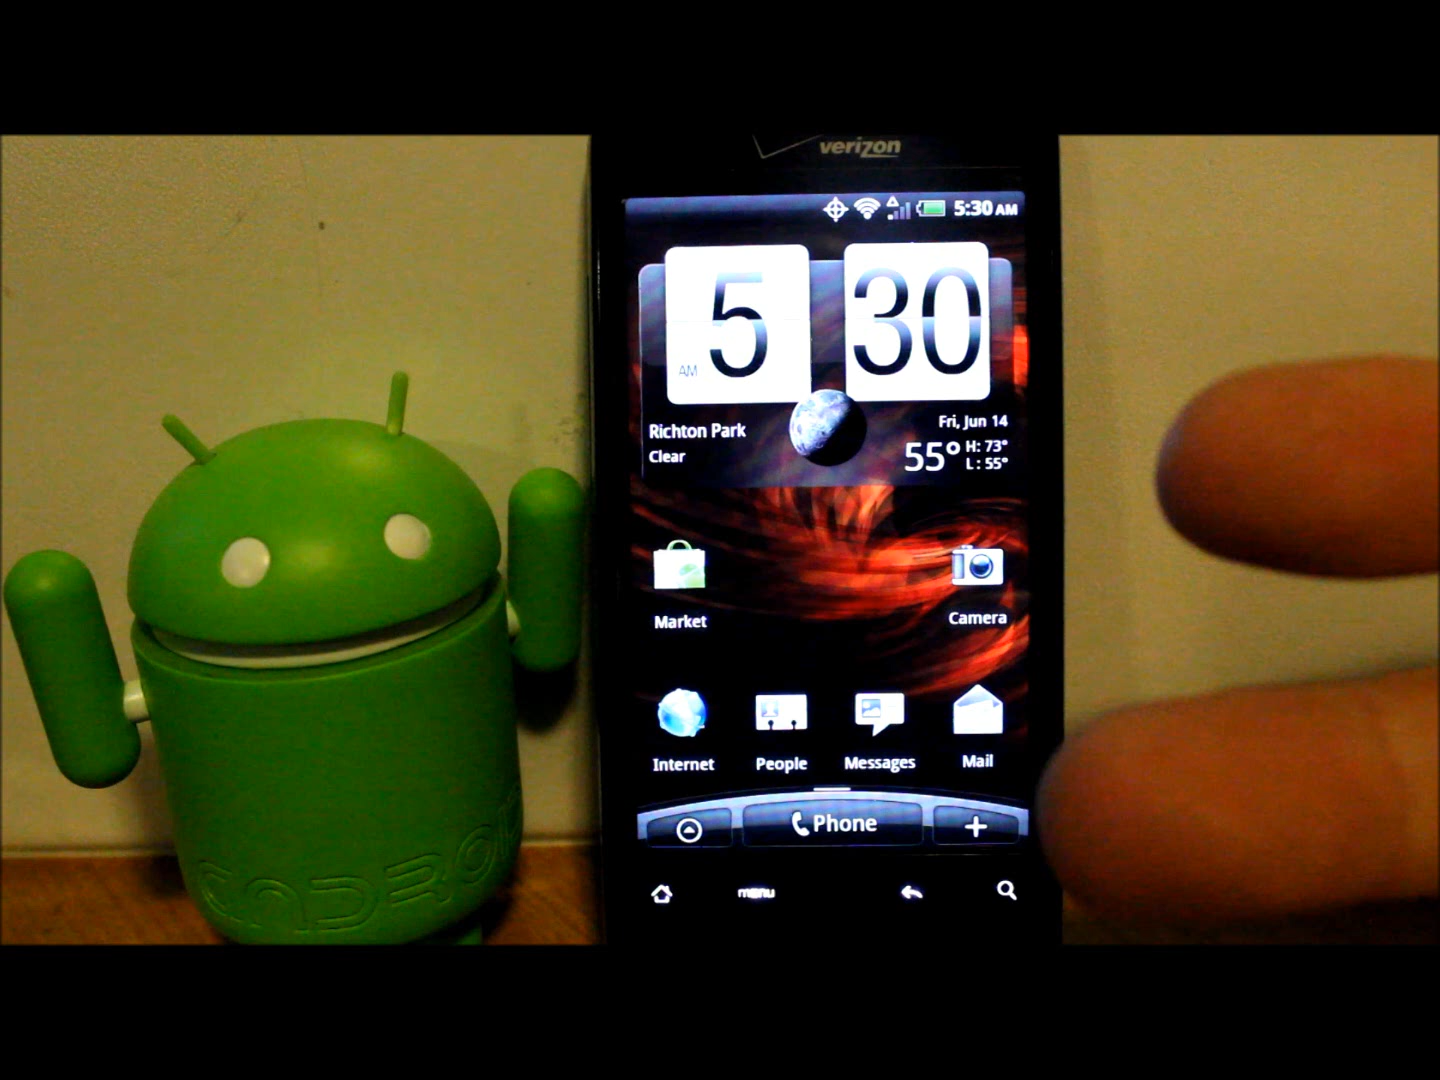 verizon
5:30 AM
5 30
AM
Richton Park
Clear
Fri, Jun 14
55° H: 73°
L: 55°
Market
Camera
Internet
People
Messages
Mail
Phone
menu
ANDROID